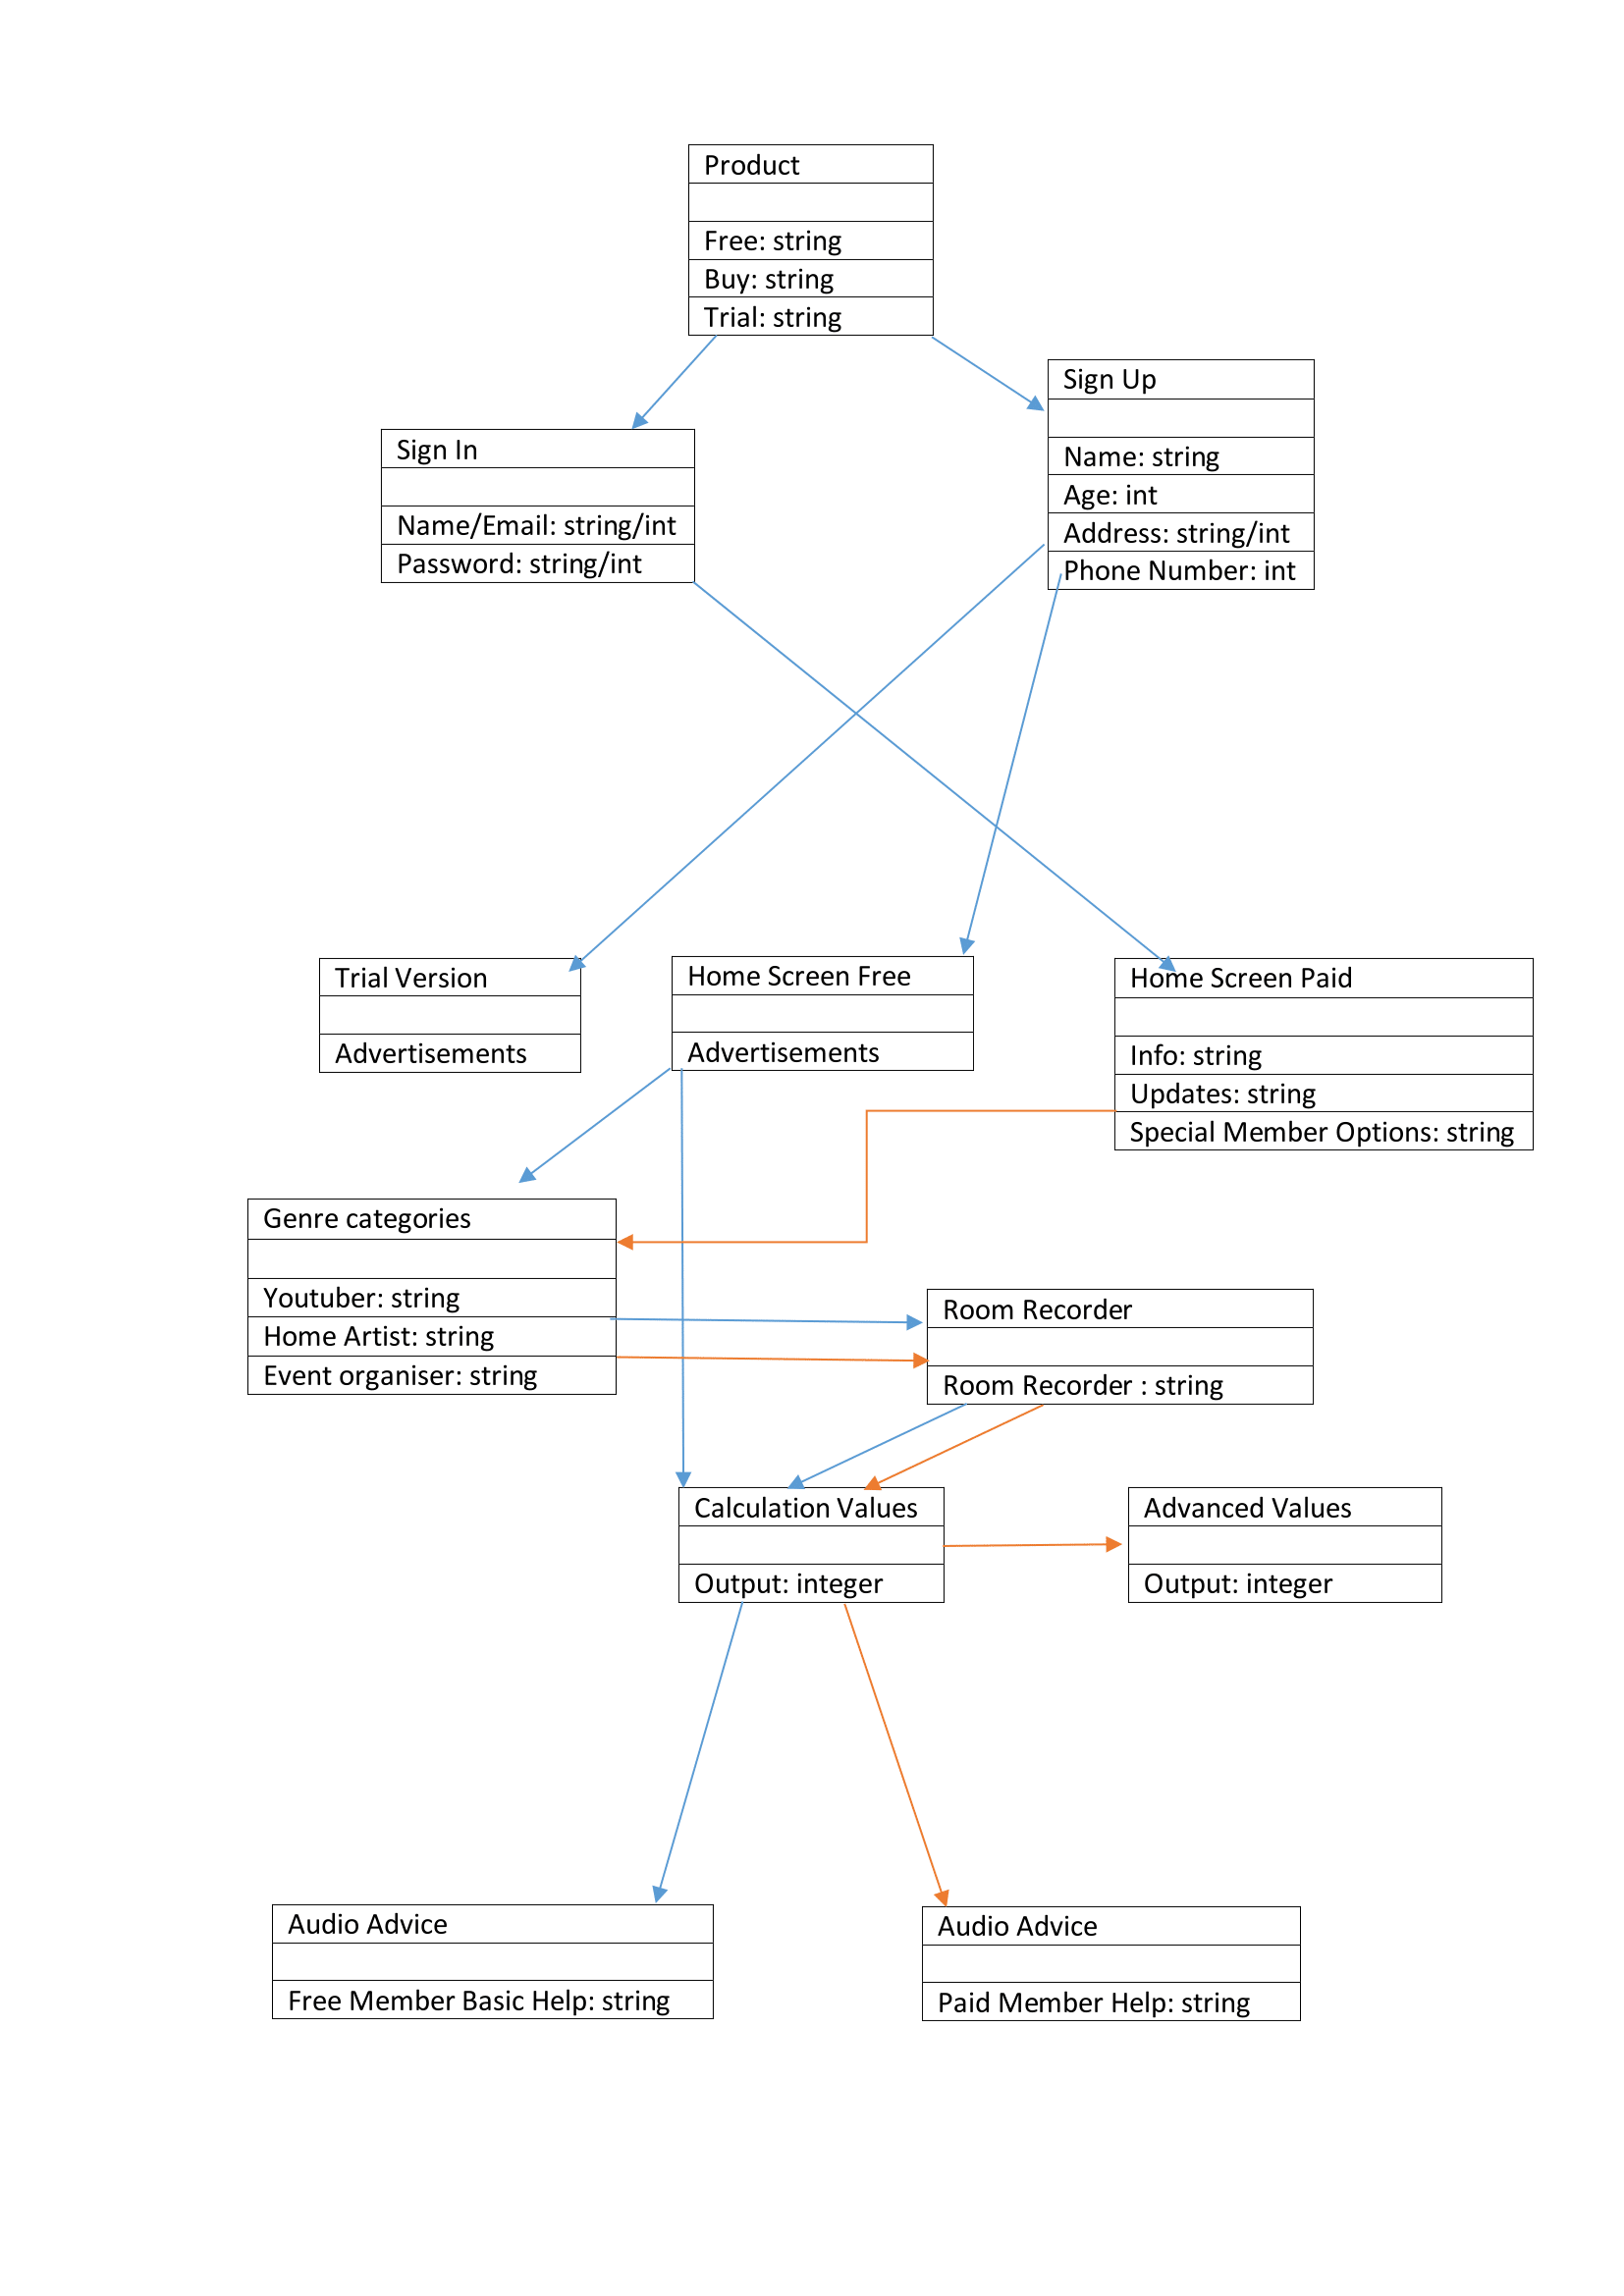 Product
Free: string
Buy: string
Trial: string
Sign Up
Name: string
Age: int
Address: string/int
Phone Number: int
Sign In
Name/Email: string/int
Password: string/int
Trial Version
Advertisements
Home Screen Free
Advertisements
Home Screen Paid
Info: string
Updates: string
Special Member Options: string
Genre categories
Youtuber: string
Home Artist: string
Event organiser: string
Room Recorder
Room Recorder : string
Calculation Values
Output: integer
Advanced Values
Output: integer
Audio Advice
Free Member Basic Help: string
Audio Advice
Paid Member Help: string